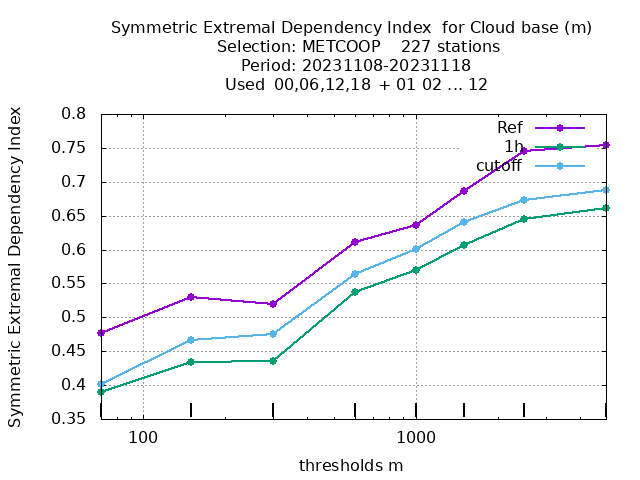 Symmetric Extremal Dependency Index  for Cloud base (m)
Selection: METCOOP    227 stations
Period: 20231108-20231118
Used  00,06,12,18 + 01 02 ... 12
Symmetric Extremal Dependency Index
0.8
0.75
0.7
0.65
0.6
0.55
0.5
0.45
0.4
0.35
Ref
1h
cutoff
100
1000
thresholds m